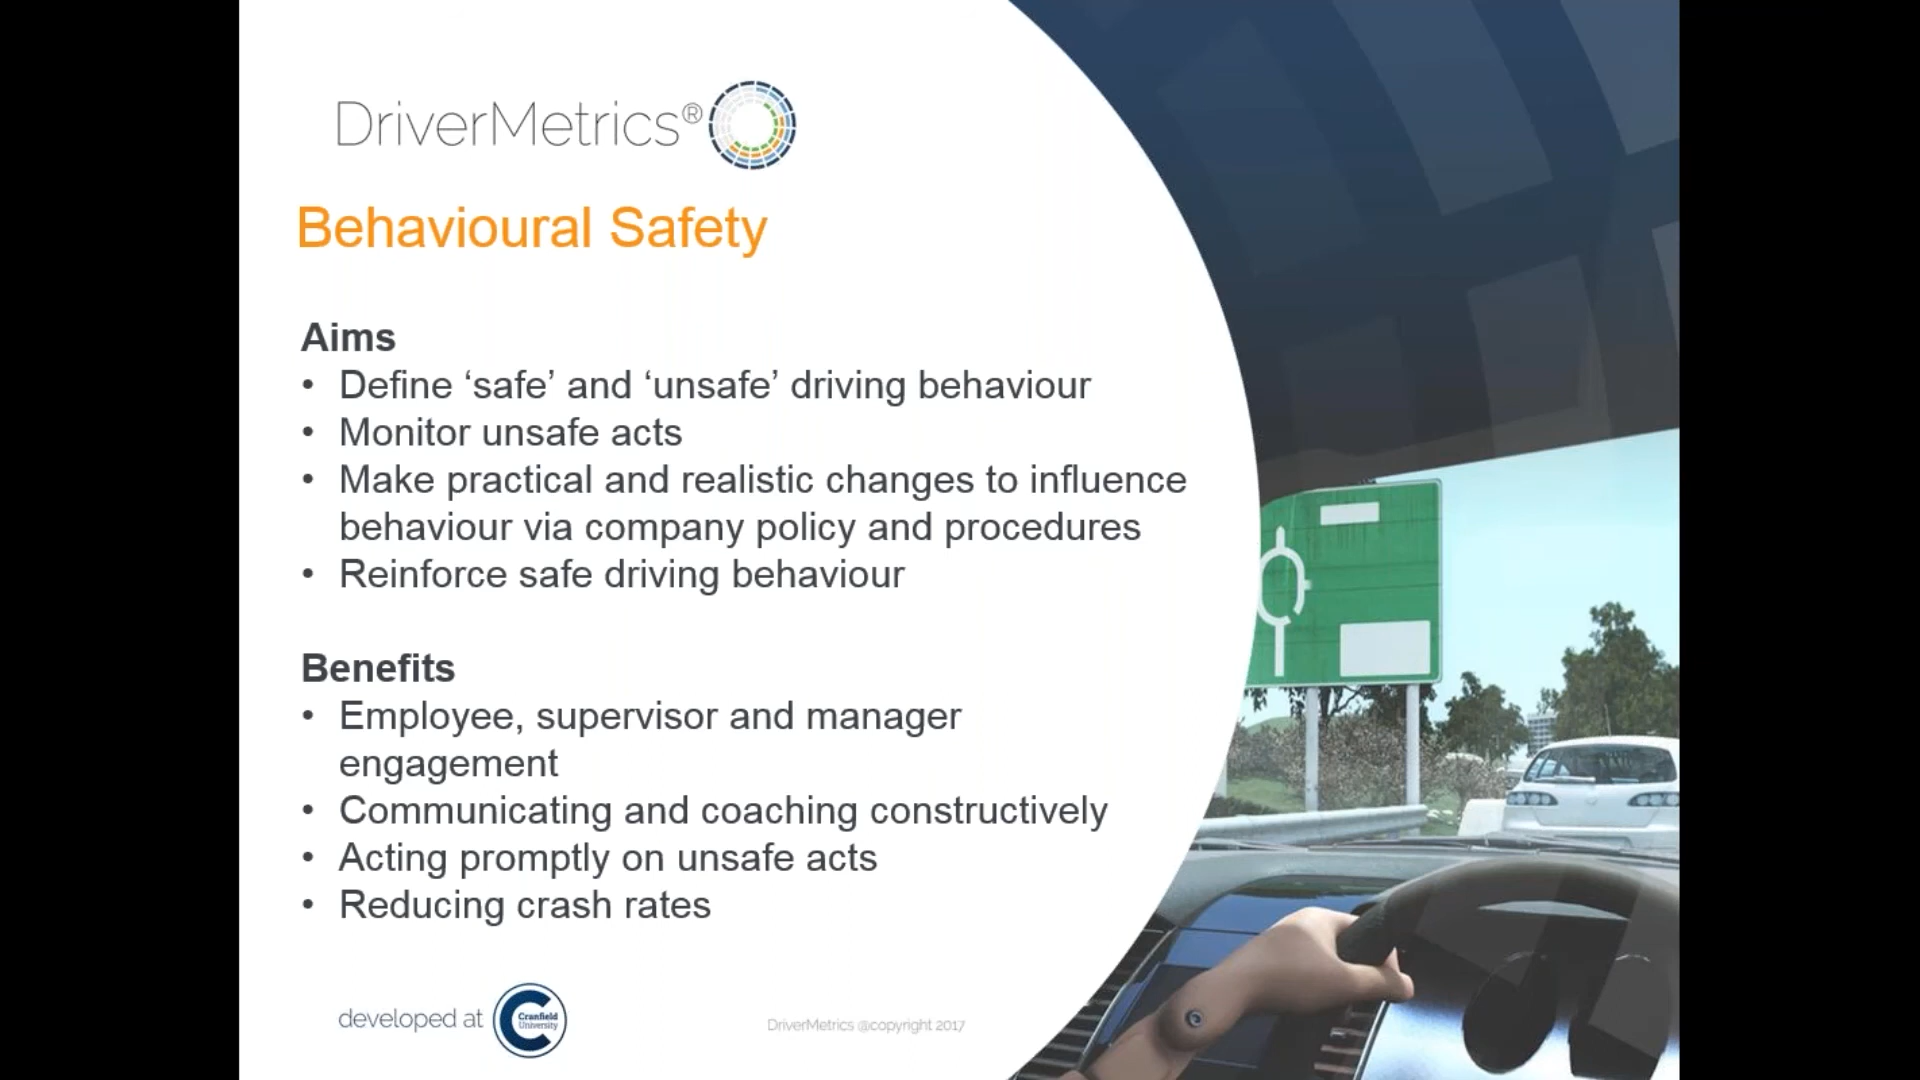 DriverMetrics®
Behavioural Safety
Aims
• Define ‘safe’ and ‘unsafe’ driving behaviour
• Monitor unsafe acts
• Make practical and realistic changes to influence
behaviour via company policy and procedures
• Reinforce safe driving behaviour
Benefits
• Employee, supervisor and manager
engagement
• Communicating and coaching constructively
• Acting promptly on unsafe acts
• Reducing crash rates
developed at
Cranfield
University
DriverMetrics @copyright 2017